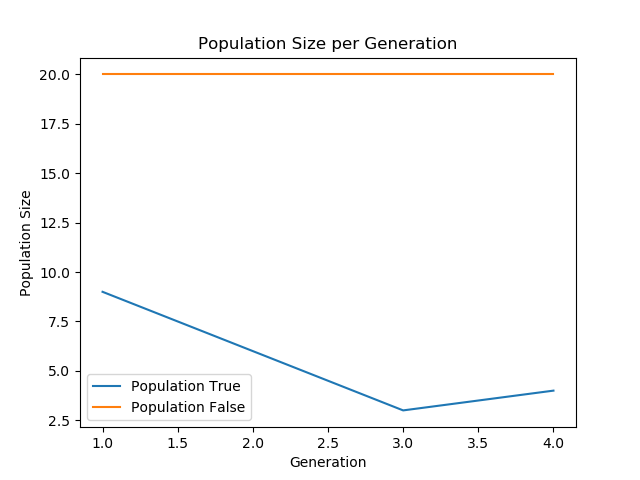 Population Size per Generation
20.0
17.5
15.0
12.5
10.0
7.5
5.0
2.5
Population Size
Population True
Population False
1.0 1.5 2.0 2.5 3.0 3.5 4.0
Generation